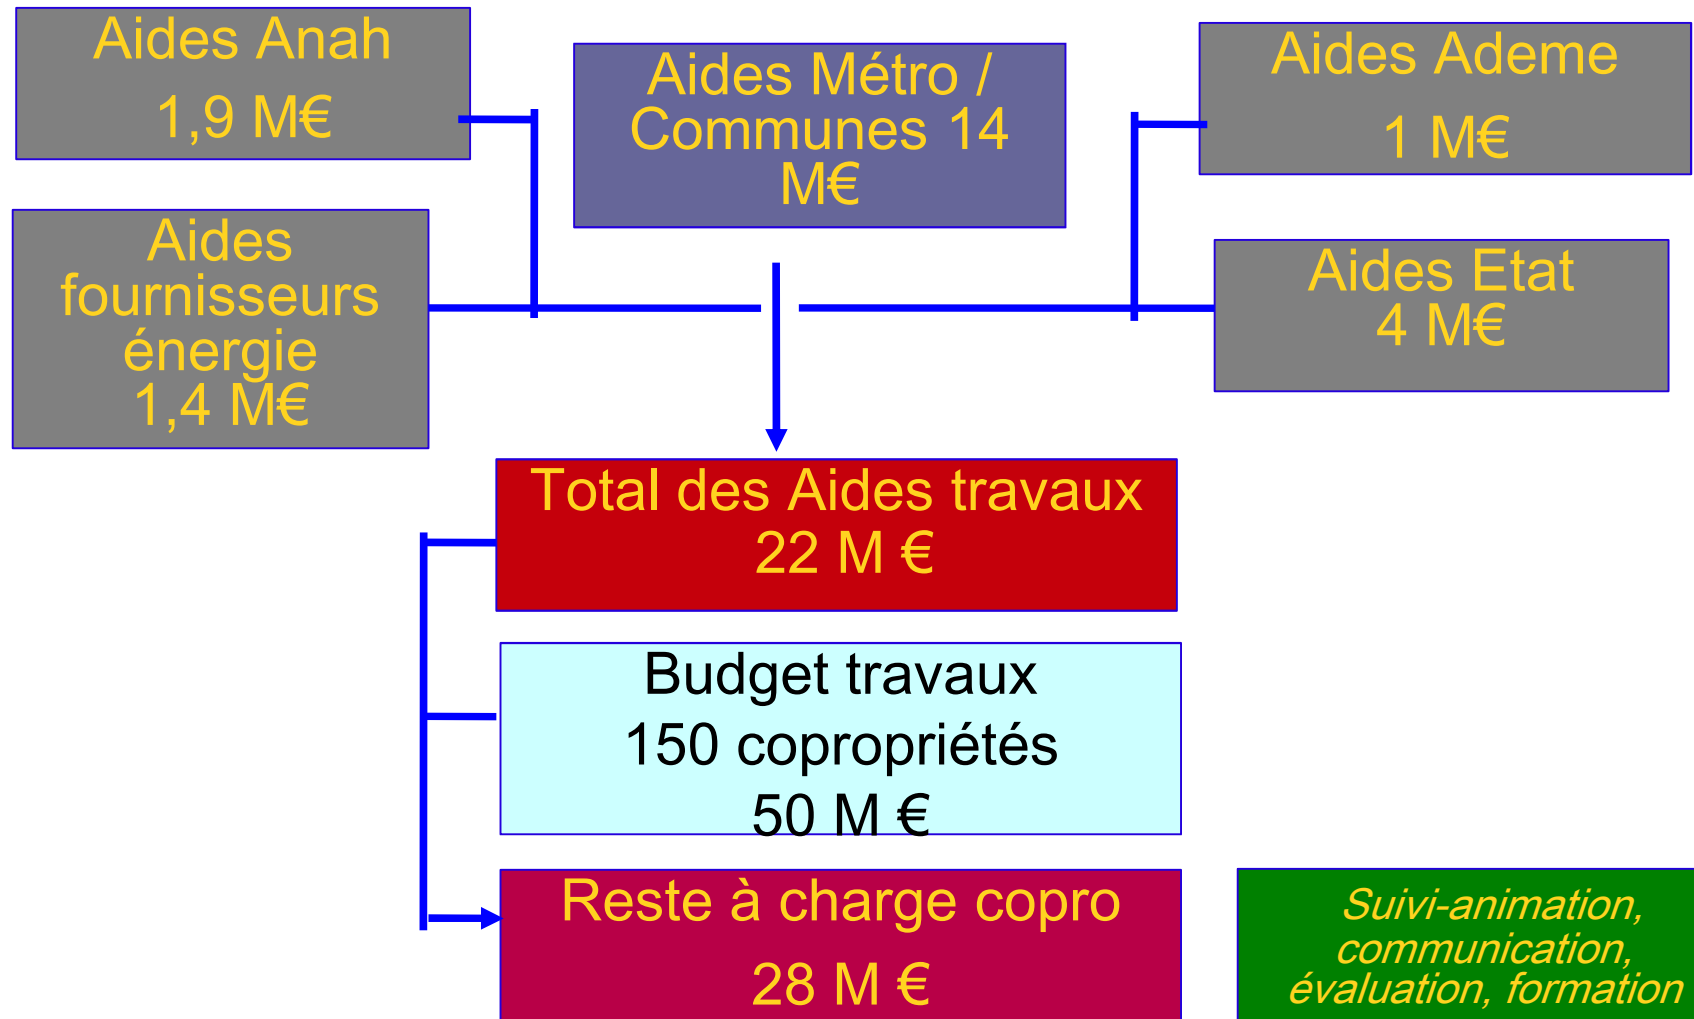 Aides Anah
1,9 M€
Aides Métro /
Communes 14
M€
Aides Ademe
1 M€
Aides
fournisseurs
énergie
1,4 M€
Aides Etat
4 M€
Total des Aides travaux
22 M €
Budget travaux
150 copropriétés
50 M €
Reste à charge copro
28 M €
Suivi-animation,
communication,
évaluation, formation